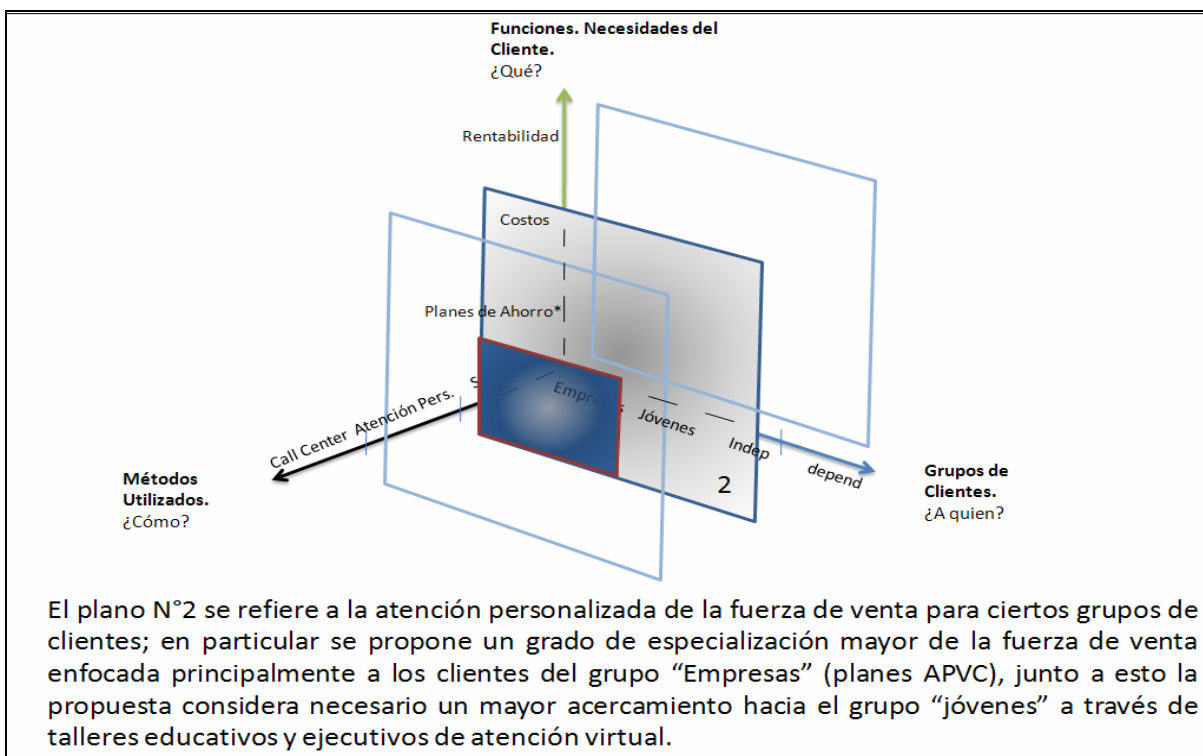 Funciones. Necesidades del
Cliente.
¿Qué?
Rentabilidad
Costos
Planes de Ahorro*
Call Center Atención Pers.
Jóvenes
Indep
depend
Métodos
Utilizados.
¿Cómo?
Grupos de
Clientes.
¿A quien?
2
El plano N°2 se refiere a la atención personalizada de la fuerza de venta para ciertos grupos de
clientes; en particular se propone un grado de especialización mayor de la fuerza de venta
enfocada principalmente a los clientes del grupo “Empresas” (planes APVC), junto a esto la
propuesta considera necesario un mayor acercamiento hacia el grupo “jóvenes” a través de
talleres educativos y ejecutivos de atención virtual.